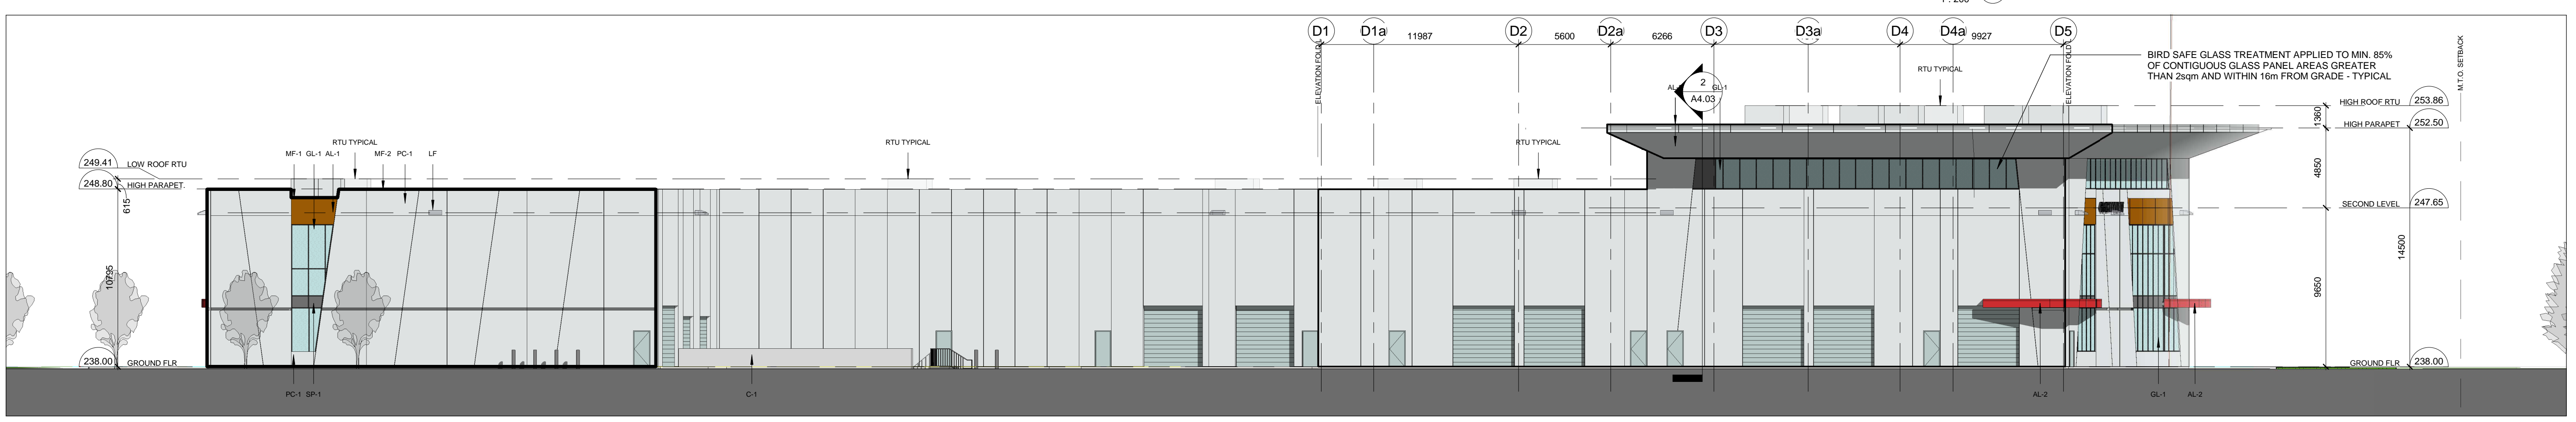 D1
D1a
11987
D2
5600
D2a
6266
D3
D3a
D4
D4a
9927
D5
ELEVATION FOLD
ELEVATION FOLD
M.T.O. SETBACK
BIRD SAFE GLASS TREATMENT APPLIED TO MIN. 85%
OF CONTIGUOUS GLASS PANEL AREAS GREATER
THAN 2sqm AND WITHIN 16m FROM GRADE - TYPICAL
RTU TYPICAL
2
A4.03
GL-1
HIGH ROOF RTU 253.86
1360
HIGH PARAPET 252.50
RTU TYPICAL
RTU TYPICAL
RTU TYPICAL
MF-1 GL-1 AL-1 MF-2 PC-1 LF
249.41 LOW ROOF RTU
248.80 HIGH PARAPET.
615
4850
SECOND LEVEL 247.65
14500
10795
9650
238.00 GROUND FLR
GROUND FLR 238.00
PC-1 SP-1
C-1
AL-2
GL-1
AL-2